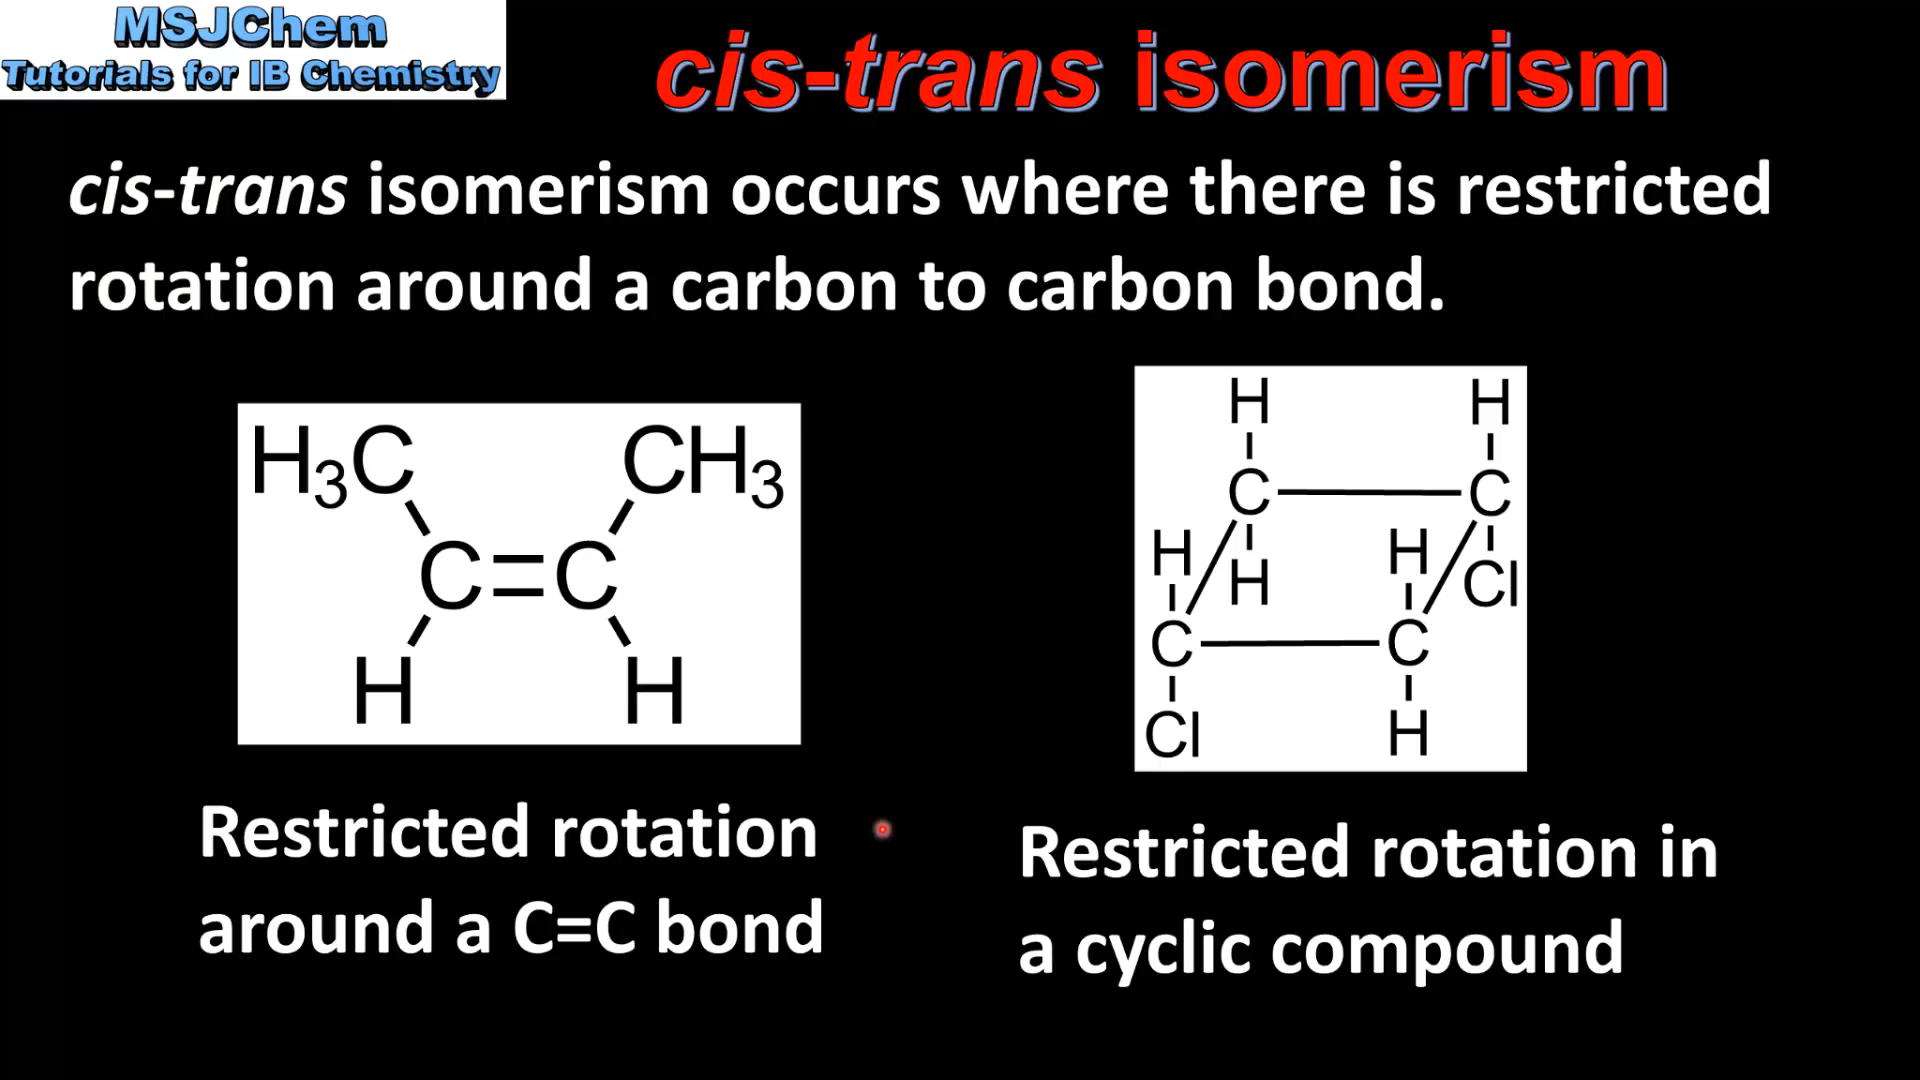 MSJChem
Tutorials for IB Chemistry
cis-trans isomerism
cis-trans isomerism occurs where there is restricted
rotation around a carbon to carbon bond.
H3C CH3
C=C
H H
H H
C C
H H H Cl
C C
Cl H
Restricted rotation
around a C=C bond
Restricted rotation in
a cyclic compound